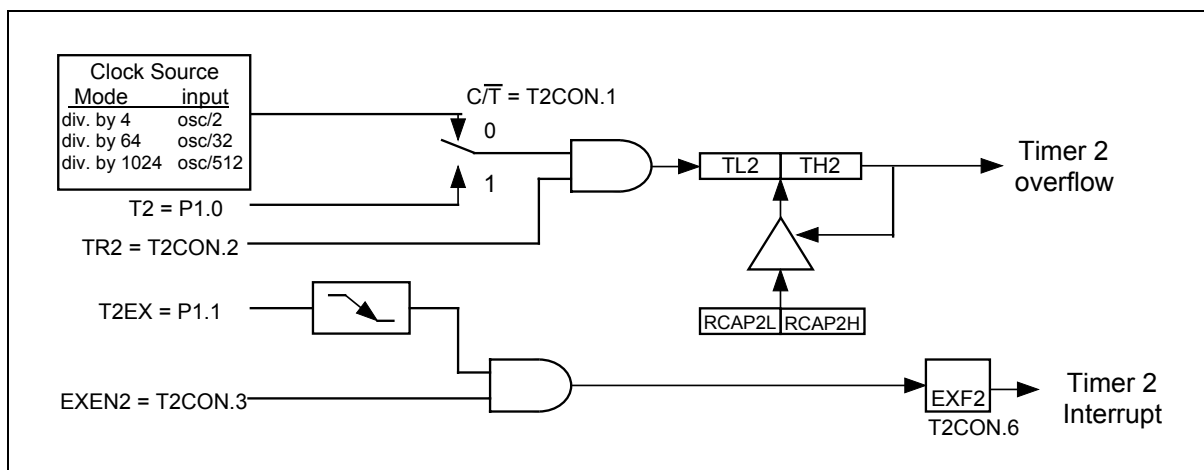 Clock Source
Mode input
div. by 4 osc/2
div. by 64 osc/32
div. by 1024 osc/512
C/T̅ = T2CON.1
0
1
T2 = P1.0
TR2 = T2CON.2
TL2 TH2
Timer 2
overflow
T2EX = P1.1
RCAP2L RCAP2H
EXEN2 = T2CON.3
EXF2
T2CON.6
Timer 2
Interrupt